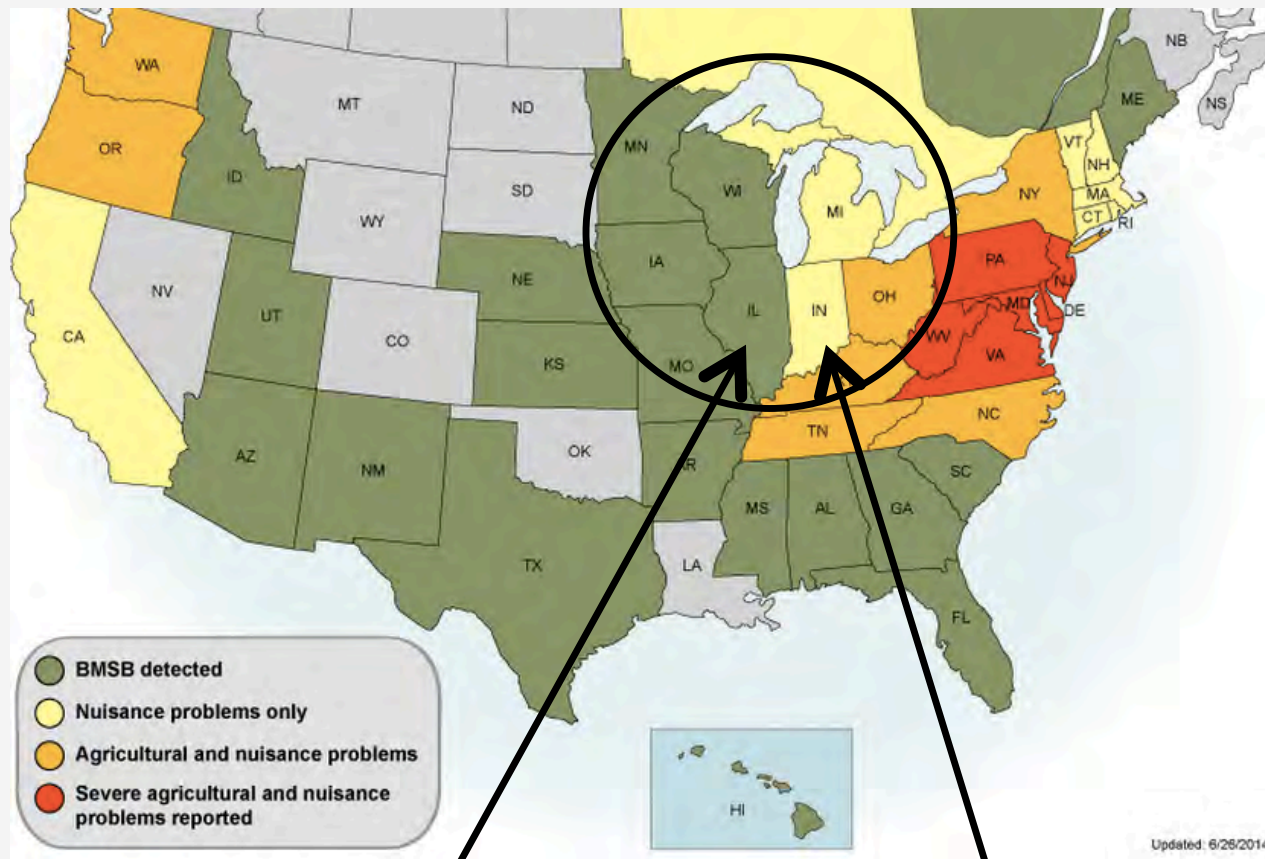 WA
MT
ND
MN
NB
ME
NS
OR
ID
SD
WI
MI
VT
NH
NY
MA
CT
RI
WY
NE
IA
PA
NJ
NV
UT
IL
IN
OH
MD
DE
CA
CO
KS
MO
WV
VA
AZ
NM
OK
TN
NC
SC
MS
AL
GA
TX
LA
FL
BMSB detected
Nuisance problems only
Agricultural and nuisance problems
Severe agricultural and nuisance
problems reported
HI
Updated: 6/26/2014